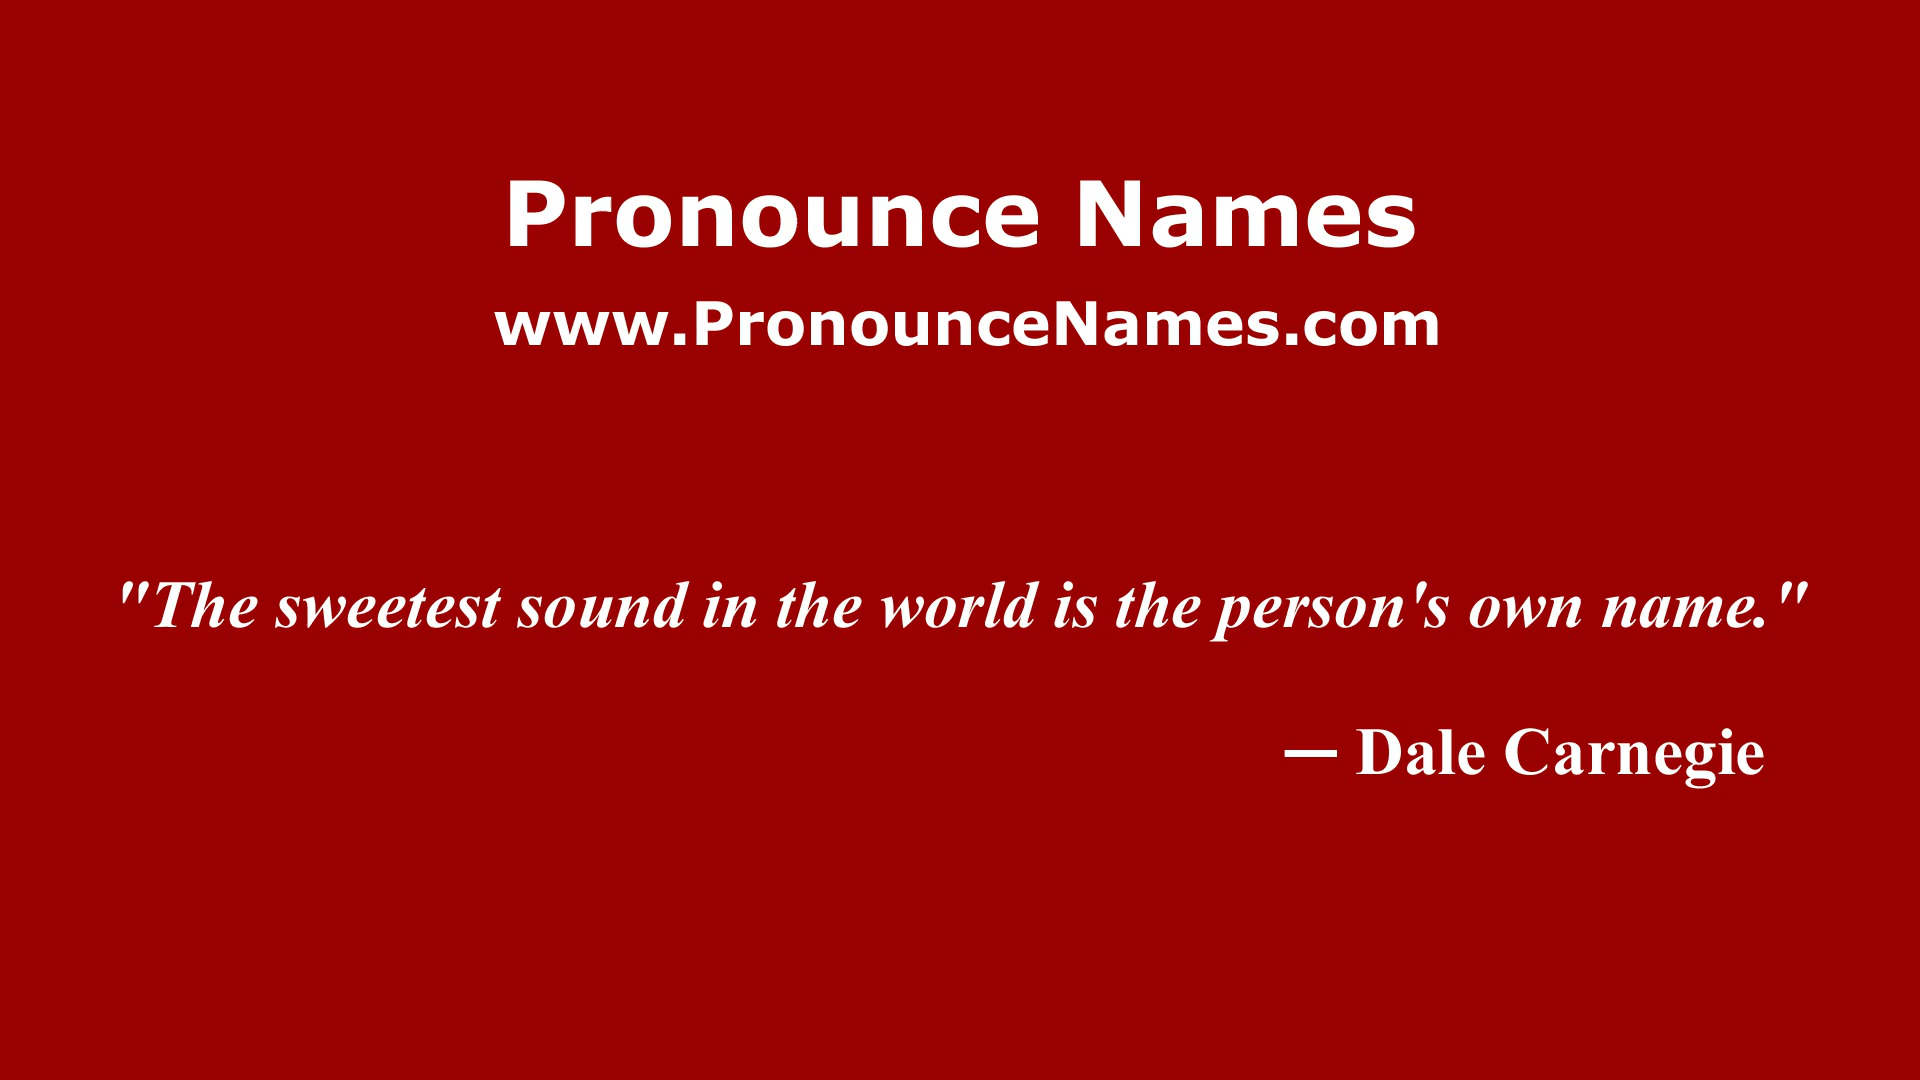 Pronounce Names
www.PronounceNames.com
"The sweetest sound in the world is the person's own name."
— Dale Carnegie